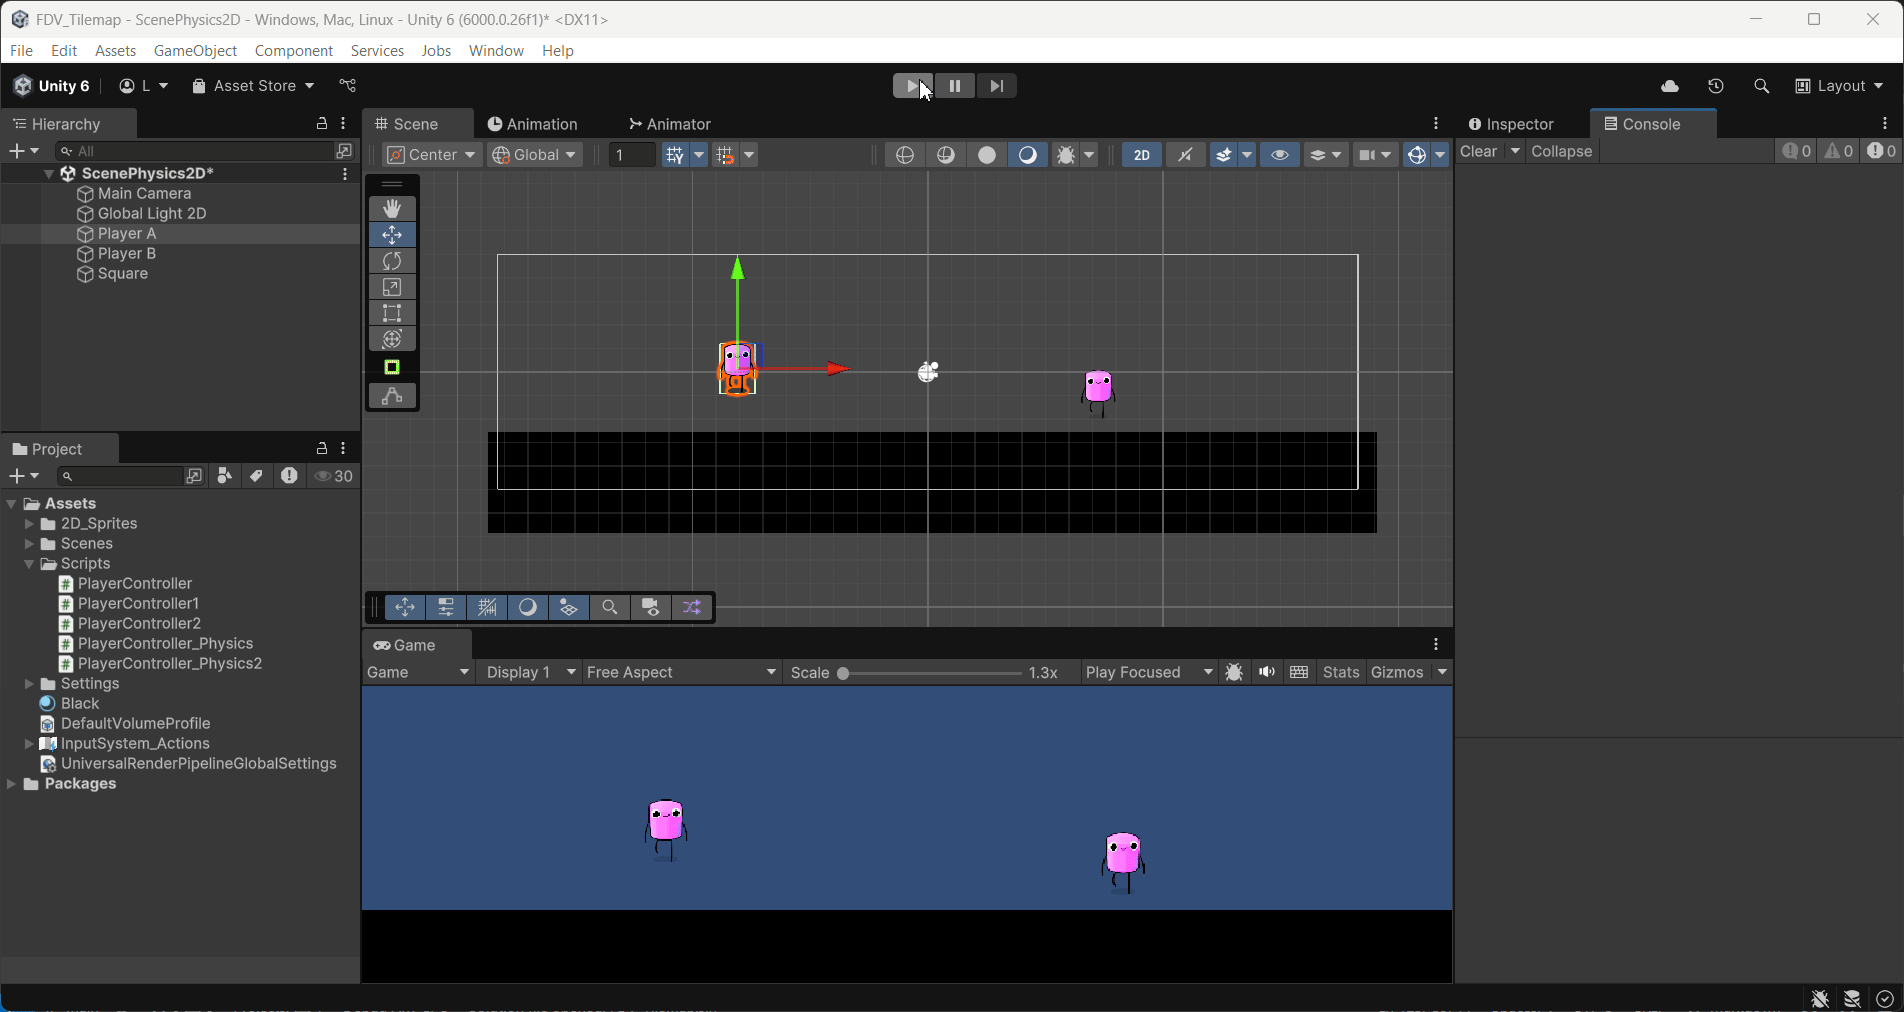 FDV_Tilemap - ScenePhysics2D - Windows, Mac, Linux - Unity 6 (6000.0.26f1)* <DX11>
File Edit Assets GameObject Component Services Jobs Window Help
Unity 6 L Asset Store Layout
Hierarchy
All
ScenePhysics2D*
Main Camera
Global Light 2D
Player A
Player B
Square
Project
30
Assets
2D_Sprites
Scenes
Scripts
PlayerController
PlayerController1
PlayerController2
PlayerController_Physics
PlayerController_Physics2
Settings
Black
DefaultVolumeProfile
InputSystem_Actions
UniversalRenderPipelineGlobalSettings
Packages
Scene Animation Animator
Center Global 1 2D
Game
Game Display 1 Free Aspect Scale 1.3x Play Focused Stats Gizmos
Inspector Console
Clear Collapse 0 0 0